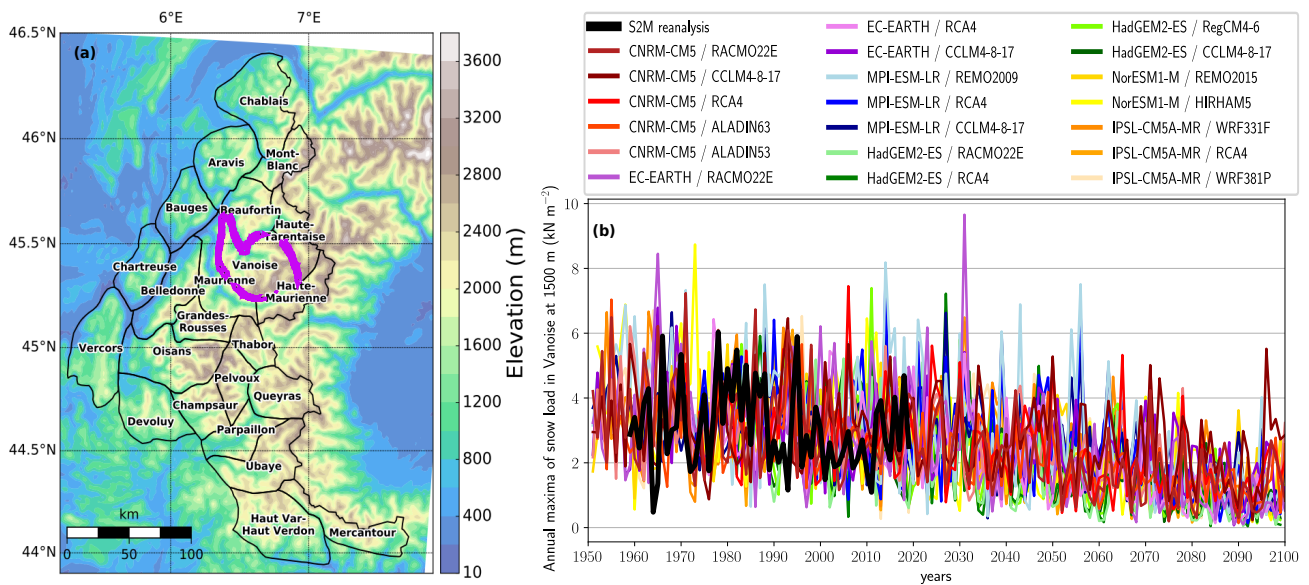 6°E
7°E
46.5°N
46°N
45.5°N
45°N
44.5°N
44°N
(a)
Chablais
Mont-
Blanc
Aravis
Bauges
Beaufortin
Haute-
Tarentaise
Chartreuse
Vanoise
Maurienne
Belledonne
Haute-
Maurienne
Grandes-
Rousses
Vercors
Oisans
Thabor
Pelvoux
Champsaur
Queyras
Devoluy
Parpaillon
Ubaye
Haut Var-
Haut Verdon
Mercantour
km
0 50 100
3600
3200
2800
2400
2000
1600
1200
800
400
10
Elevation (m)
S2M reanalysis
CNRM-CM5 / RACMO22E
CNRM-CM5 / CCLM4-8-17
CNRM-CM5 / RCA4
CNRM-CM5 / ALADIN63
CNRM-CM5 / ALADIN53
EC-EARTH / RACMO22E
EC-EARTH / RCA4
EC-EARTH / CCLM4-8-17
MPI-ESM-LR / REMO2009
MPI-ESM-LR / RCA4
MPI-ESM-LR / CCLM4-8-17
HadGEM2-ES / RACMO22E
HadGEM2-ES / RCA4
HadGEM2-ES / RegCM4-6
HadGEM2-ES / CCLM4-8-17
NorESM1-M / REMO2015
NorESM1-M / HIRHAM5
IPSL-CM5A-MR / WRF331F
IPSL-CM5A-MR / RCA4
IPSL-CM5A-MR / WRF381P
(b)
Annual maxima of snow load in Vanoise at 1500 m (kN m⁻²)
10
8
6
4
2
0
1950 1960 1970 1980 1990 2000 2010 2020 2030 2040 2050 2060 2070 2080 2090 2100
years